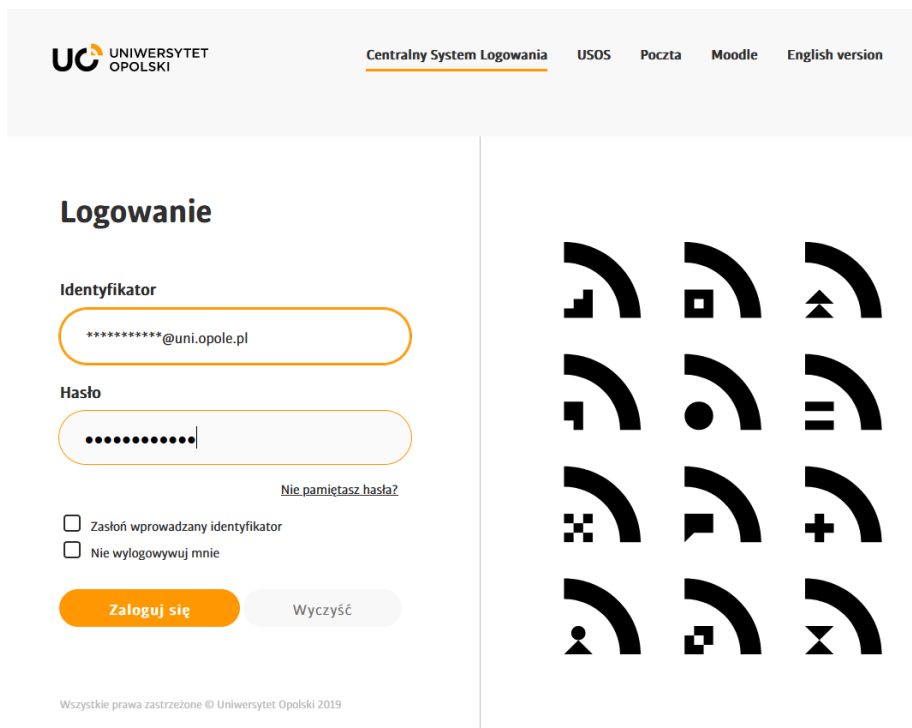 UO UNIWERSYTET
OPOLSKI
Centralny System Logowania USOS Poczta Moodle English version
Logowanie
Identyfikator
***********@uni.opole.pl
Hasło
••••••••••••
Nie pamiętasz hasła?
Zasłoń wprowadzany identyfikator
Nie wylogowywuj mnie
Zaloguj się Wyczyść
Wszystkie prawa zastrzeżone © Uniwersytet Opolski 2019